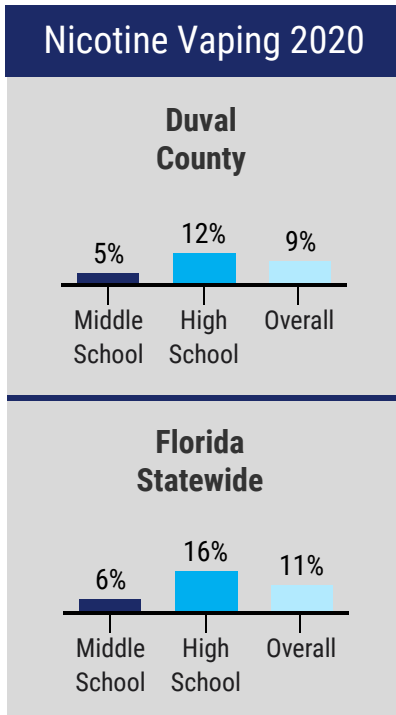 Nicotine Vaping 2020
Duval
County
5%
12%
9%
Middle
School
High
School
Overall
Florida
Statewide
6%
16%
11%
Middle
School
High
School
Overall